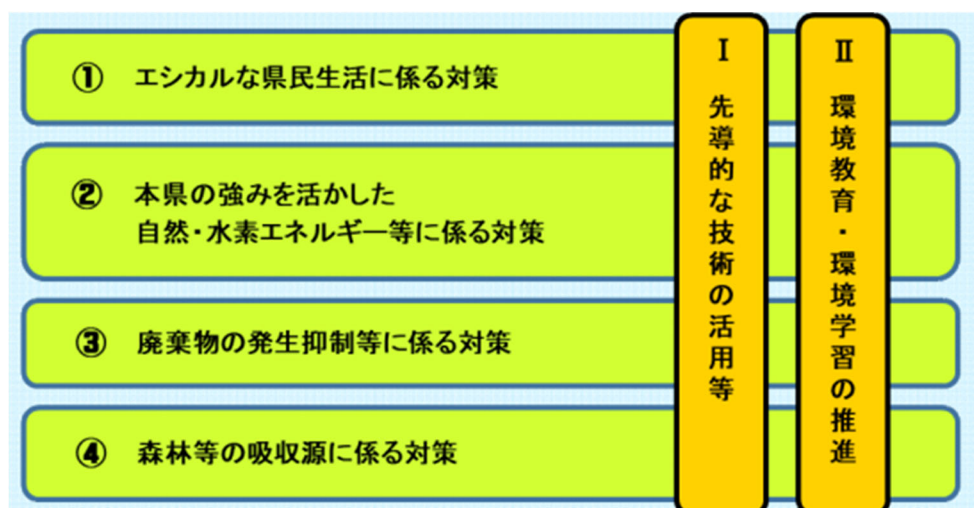 ① エシカルな県民生活に係る対策
② 本県の強みを活かした
自然・水素エネルギー等に係る対策
③ 廃棄物の発生抑制等に係る対策
④ 森林等の吸収源に係る対策
Ⅰ 先導的な技術の活用等
Ⅱ 環境教育・環境学習の推進